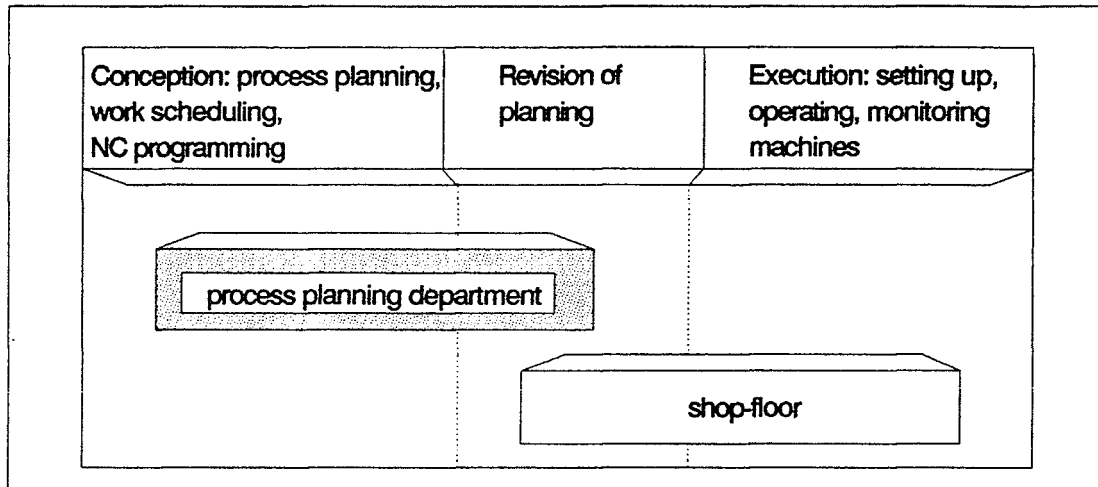 Conception: process planning,
work scheduling,
NC programming
Revision of
planning
Execution: setting up,
operating, monitoring
machines
process planning department
shop-floor